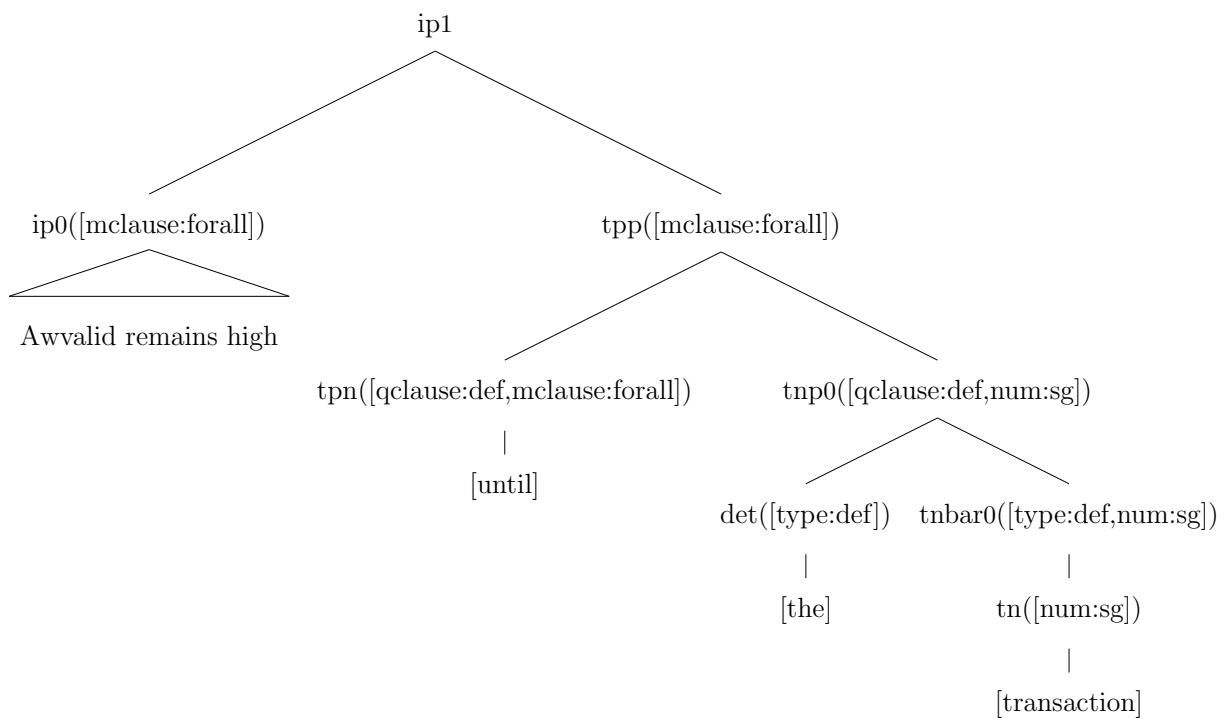 ip1
ip0([mclause:forall])
tpp([mclause:forall])
Awvalid remains high
tpn([qclause:def,mclause:forall])
tnp0([qclause:def,num:sg])
[until]
det([type:def])
tnbar0([type:def,num:sg])
[the]
tn([num:sg])
[transaction]